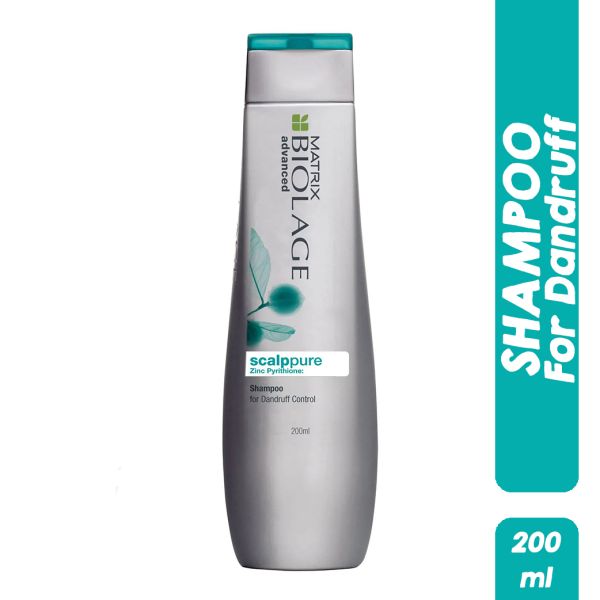 MATRIX
BIOLAGE
advanced
scalppure
Zinc Pyrithione:
Shampoo
for Dandruff Control
200ml
SHAMPOO
For Dandruff
200
ml